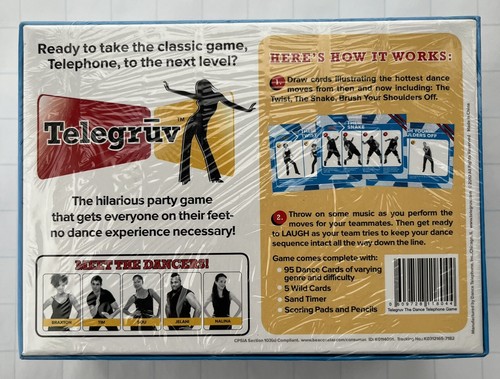 Ready to take the classic game,
Telephone, to the next level?
Telegrūv™
The hilarious party game
that gets everyone on their feet-
no dance experience necessary!
MEET THE DANCERS!
BRAXTON TIM GOU JELANI HALINA
HERE'S HOW IT WORKS:
1. Draw cards illustrating the hottest dance
moves from then and now including: The
Twist, The Snake, Brush Your Shoulders Off.
SNAKE
2. Throw on some music as you perform the
moves for your teammates. Then get ready
to LAUGH as your team tries to keep your dance
sequence intact all the way down the line.
Game comes complete with:
• 95 Dance Cards of varying
genre and difficulty
• 5 Wild Cards
• Sand Timer
• Scoring Pads and Pencils
Telegruv The Dance Telephone Game